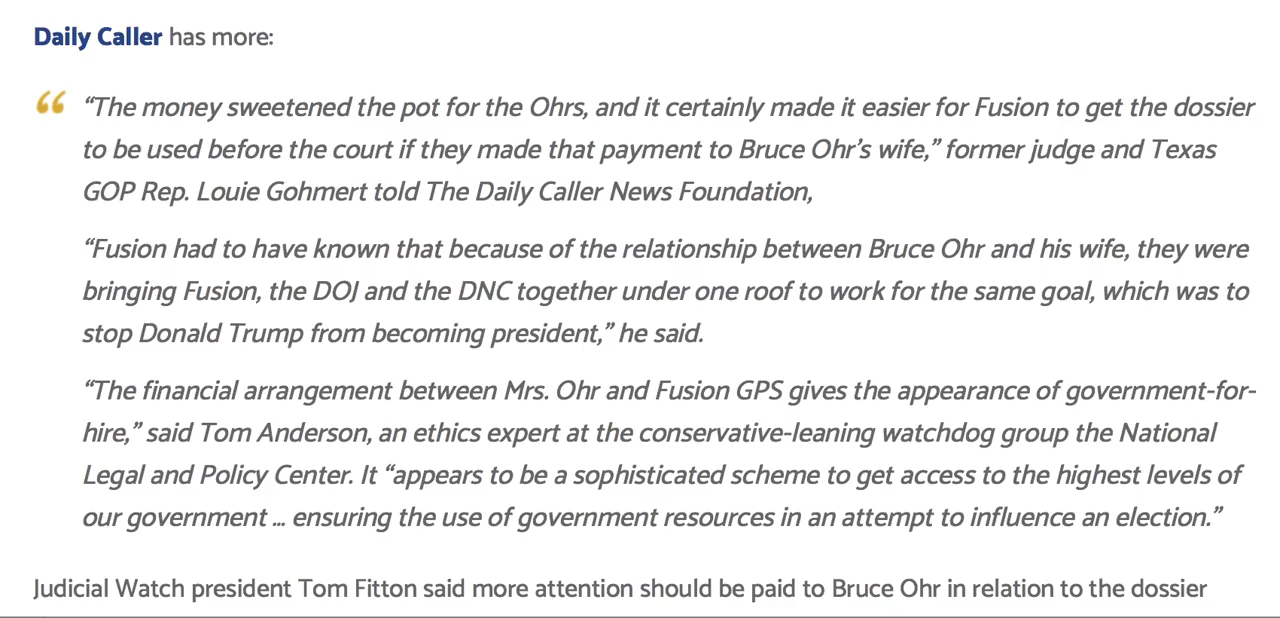 Daily Caller has more:
“
“The money sweetened the pot for the Ohrs, and it certainly made it easier for Fusion to get the dossier
to be used before the court if they made that payment to Bruce Ohr’s wife,” former judge and Texas
GOP Rep. Louie Gohmert told The Daily Caller News Foundation,
“Fusion had to have known that because of the relationship between Bruce Ohr and his wife, they were
bringing Fusion, the DOJ and the DNC together under one roof to work for the same goal, which was to
stop Donald Trump from becoming president,” he said.
“The financial arrangement between Mrs. Ohr and Fusion GPS gives the appearance of government-for-
hire,” said Tom Anderson, an ethics expert at the conservative-leaning watchdog group the National
Legal and Policy Center. It “appears to be a sophisticated scheme to get access to the highest levels of
our government … ensuring the use of government resources in an attempt to influence an election.”
Judicial Watch president Tom Fitton said more attention should be paid to Bruce Ohr in relation to the dossier